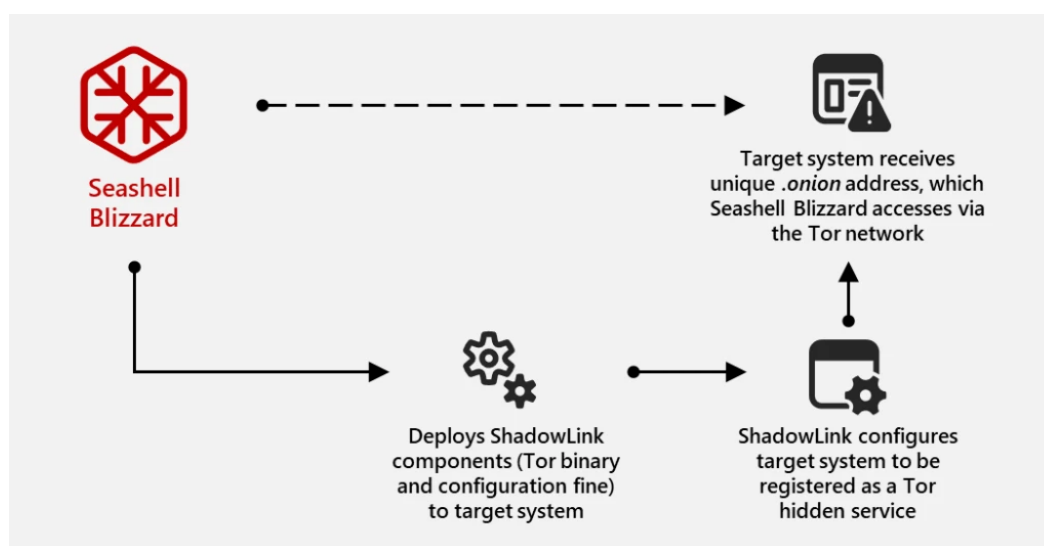 Seashell
Blizzard
Target system receives
unique .onion address, which
Seashell Blizzard accesses via
the Tor network
Deploys ShadowLink
components (Tor binary
and configuration fine)
to target system
ShadowLink configures
target system to be
registered as a Tor
hidden service